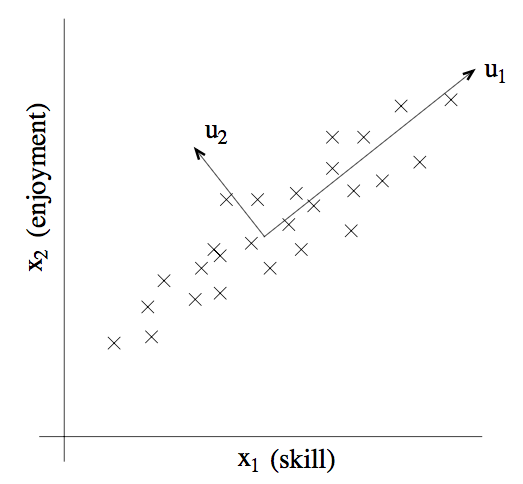 u₁
u₂
x₂ (enjoyment)
x₁ (skill)